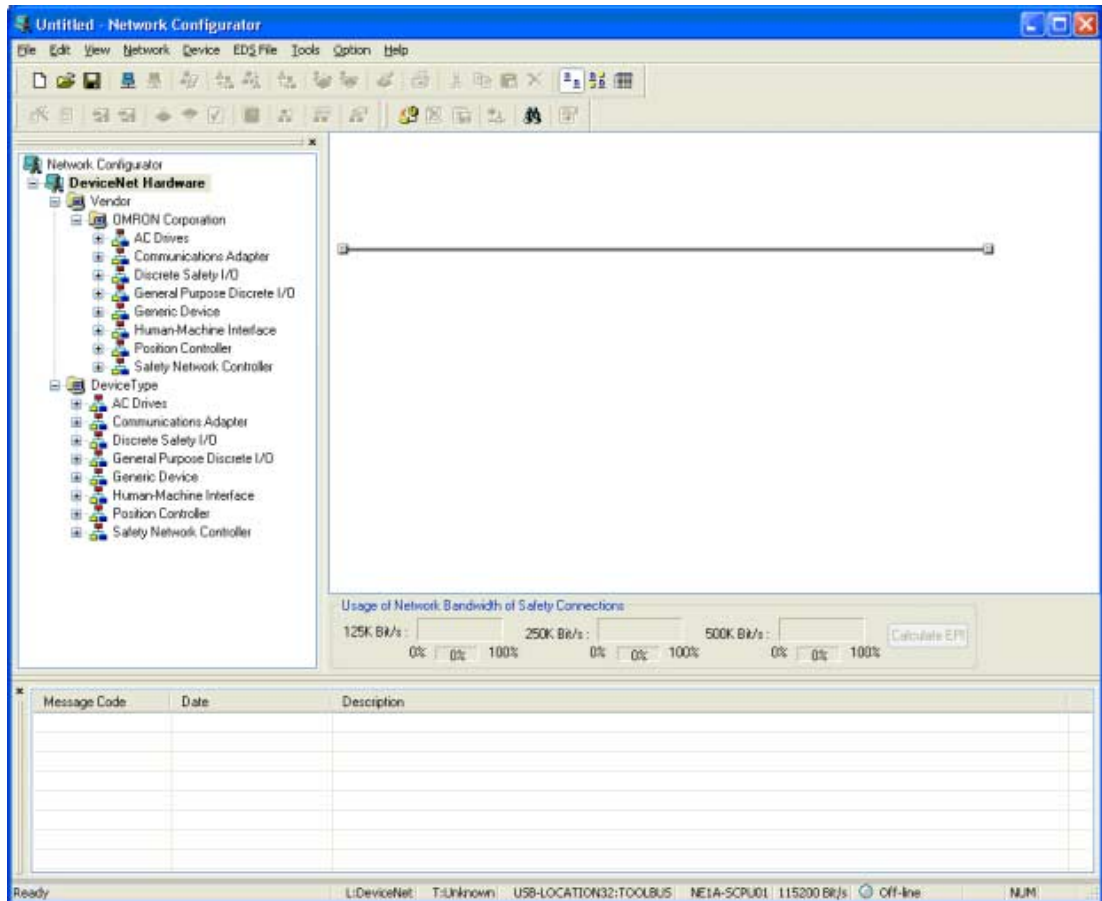 Untitled - Network Configurator
File Edit View Network Device EDS File Tools Option Help
Network Configurator
DeviceNet Hardware
Vendor
OMRON Corporation
AC Drives
Communications Adapter
Discrete Safety I/O
General Purpose Discrete I/O
Generic Device
Human-Machine Interface
Position Controller
Safety Network Controller
DeviceType
AC Drives
Communications Adapter
Discrete Safety I/O
General Purpose Discrete I/O
Generic Device
Human-Machine Interface
Position Controller
Safety Network Controller
Usage of Network Bandwidth of Safety Connections
125K Bit/s : 250K Bit/s : 500K Bit/s : Calculate EPI
0% 0% 100% 0% 0% 100% 0% 0% 100%
Message Code Date Description
Ready L:DeviceNet T:Unknown USB-LOCATION32:TOOLBUS NE1A-SCPU01 115200 Bit/s Off-line NUM